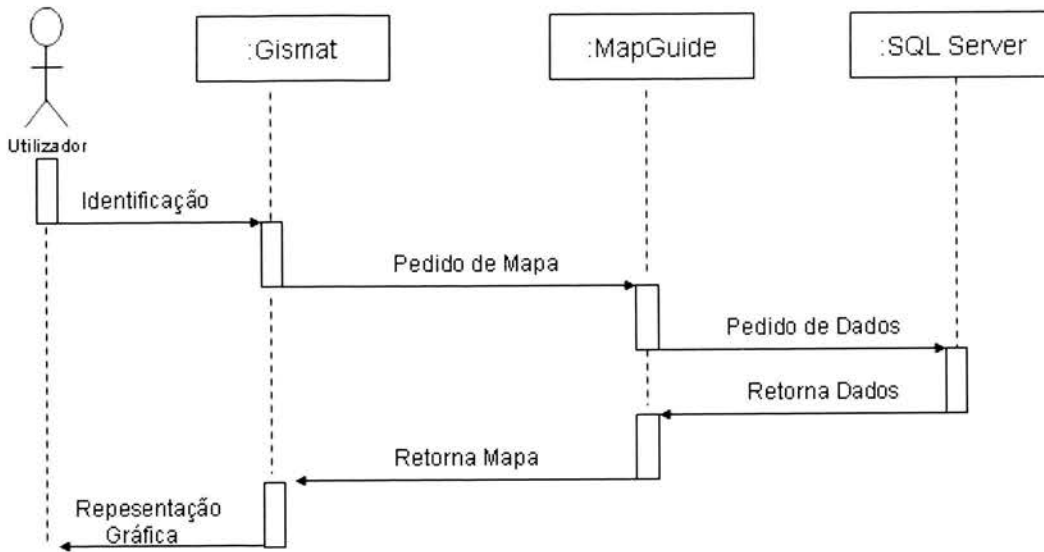 :Gismat
:MapGuide
:SQL Server
Utilizador
Identificação
Pedido de Mapa
Pedido de Dados
Retorna Dados
Retorna Mapa
Repesentação
Gráfica